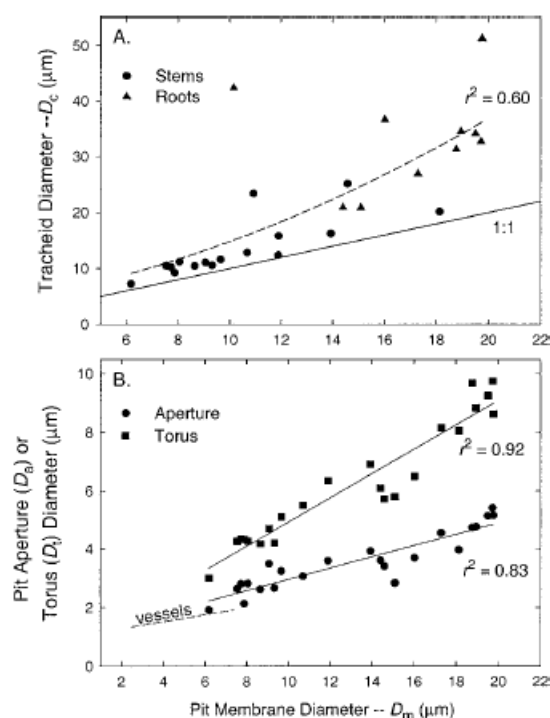 A.
Stems
Roots
r² = 0.60
1:1
Tracheid Diameter --Dc (μm)
50
40
30
20
10
0
6 8 10 12 14 16 18 20 225
B.
Aperture
Torus
r² = 0.92
r² = 0.83
vessels
Pit Aperture (Da) or
Torus (Dt) Diameter (μm)
10
8
6
4
2
0
2 4 6 8 10 12 14 16 18 20 22
Pit Membrane Diameter -- Dm (μm)